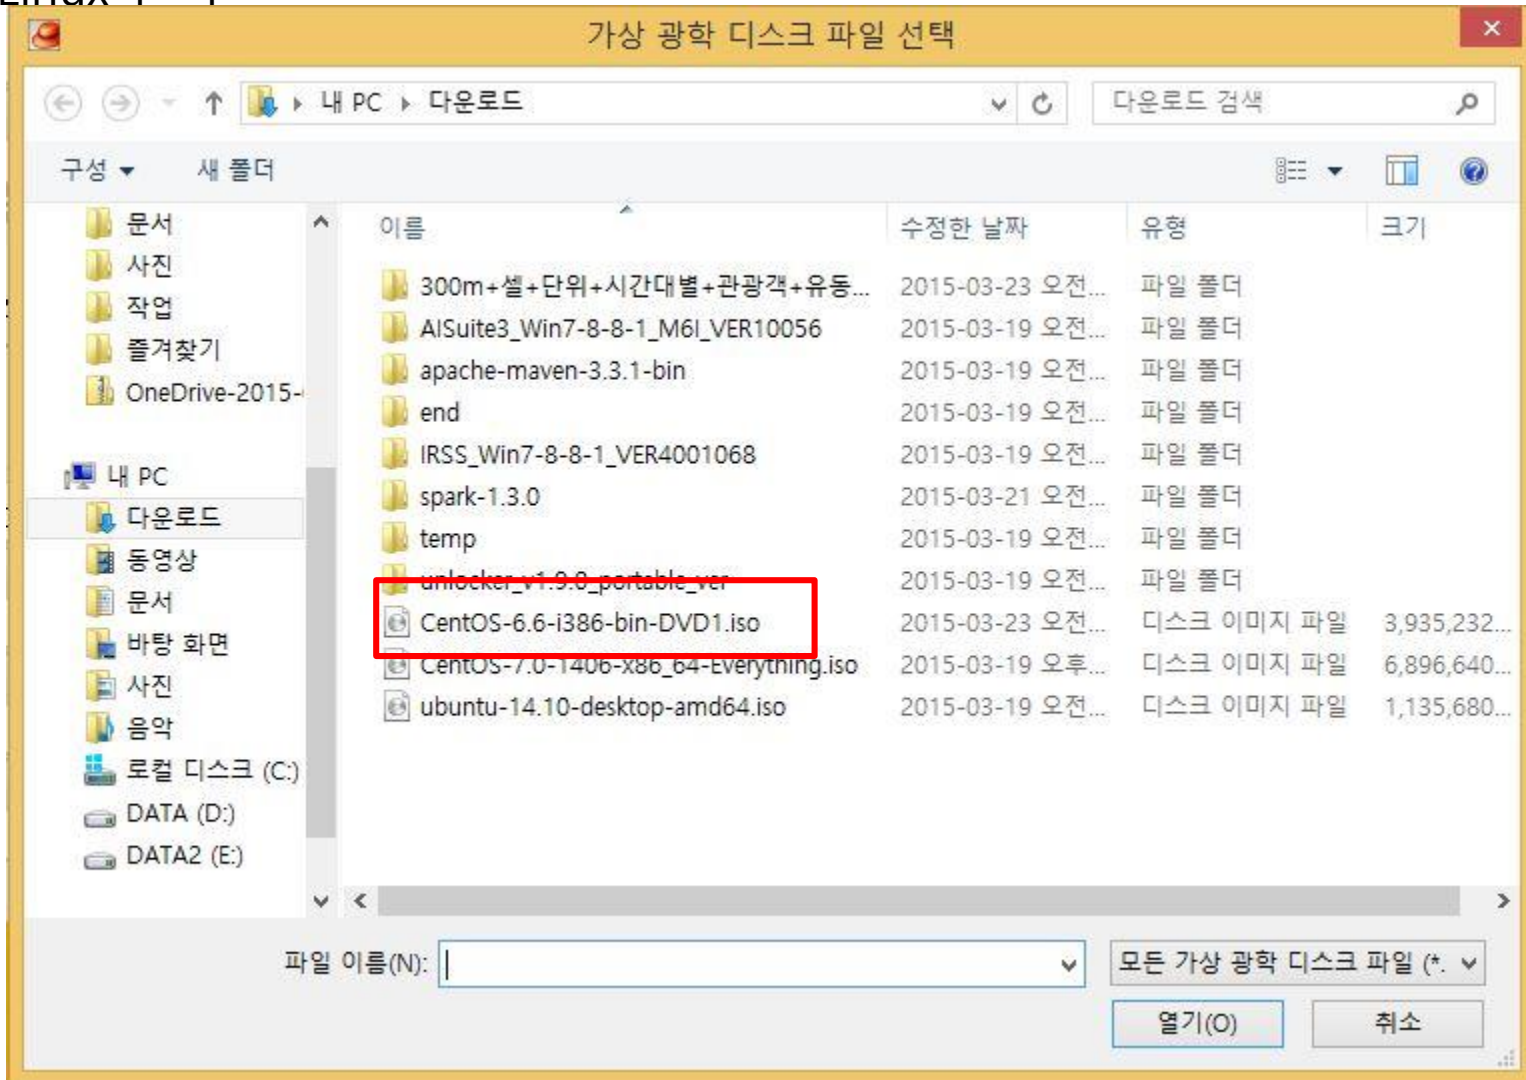 가상 광학 디스크 파일 선택
내 PC 다운로드
다운로드 검색
구성 새 폴더
문서
사진
작업
즐겨찾기
OneDrive-2015-
내 PC
다운로드
동영상
문서
바탕 화면
사진
음악
로컬 디스크 (C:)
DATA (D:)
DATA2 (E:)
이름 수정한 날짜 유형 크기
300m+셀+단위+시간대별+관광객+유동... 2015-03-23 오전... 파일 폴더
AISuite3_Win7-8-8-1_M6I_VER10056 2015-03-19 오전... 파일 폴더
apache-maven-3.3.1-bin 2015-03-19 오전... 파일 폴더
end 2015-03-19 오전... 파일 폴더
IRSS_Win7-8-8-1_VER4001068 2015-03-19 오전... 파일 폴더
spark-1.3.0 2015-03-21 오전... 파일 폴더
temp 2015-03-19 오전... 파일 폴더
2015-03-19 오전... 파일 폴더
CentOS-6.6-i386-bin-DVD1.iso 2015-03-23 오전... 디스크 이미지 파일 3,935,232...
CentOS-7.0-1406-x86_64-Everything.iso 2015-03-19 오후... 디스크 이미지 파일 6,896,640...
ubuntu-14.10-desktop-amd64.iso 2015-03-19 오전... 디스크 이미지 파일 1,135,680...
파일 이름(N):
모든 가상 광학 디스크 파일 (*.
열기(O) 취소